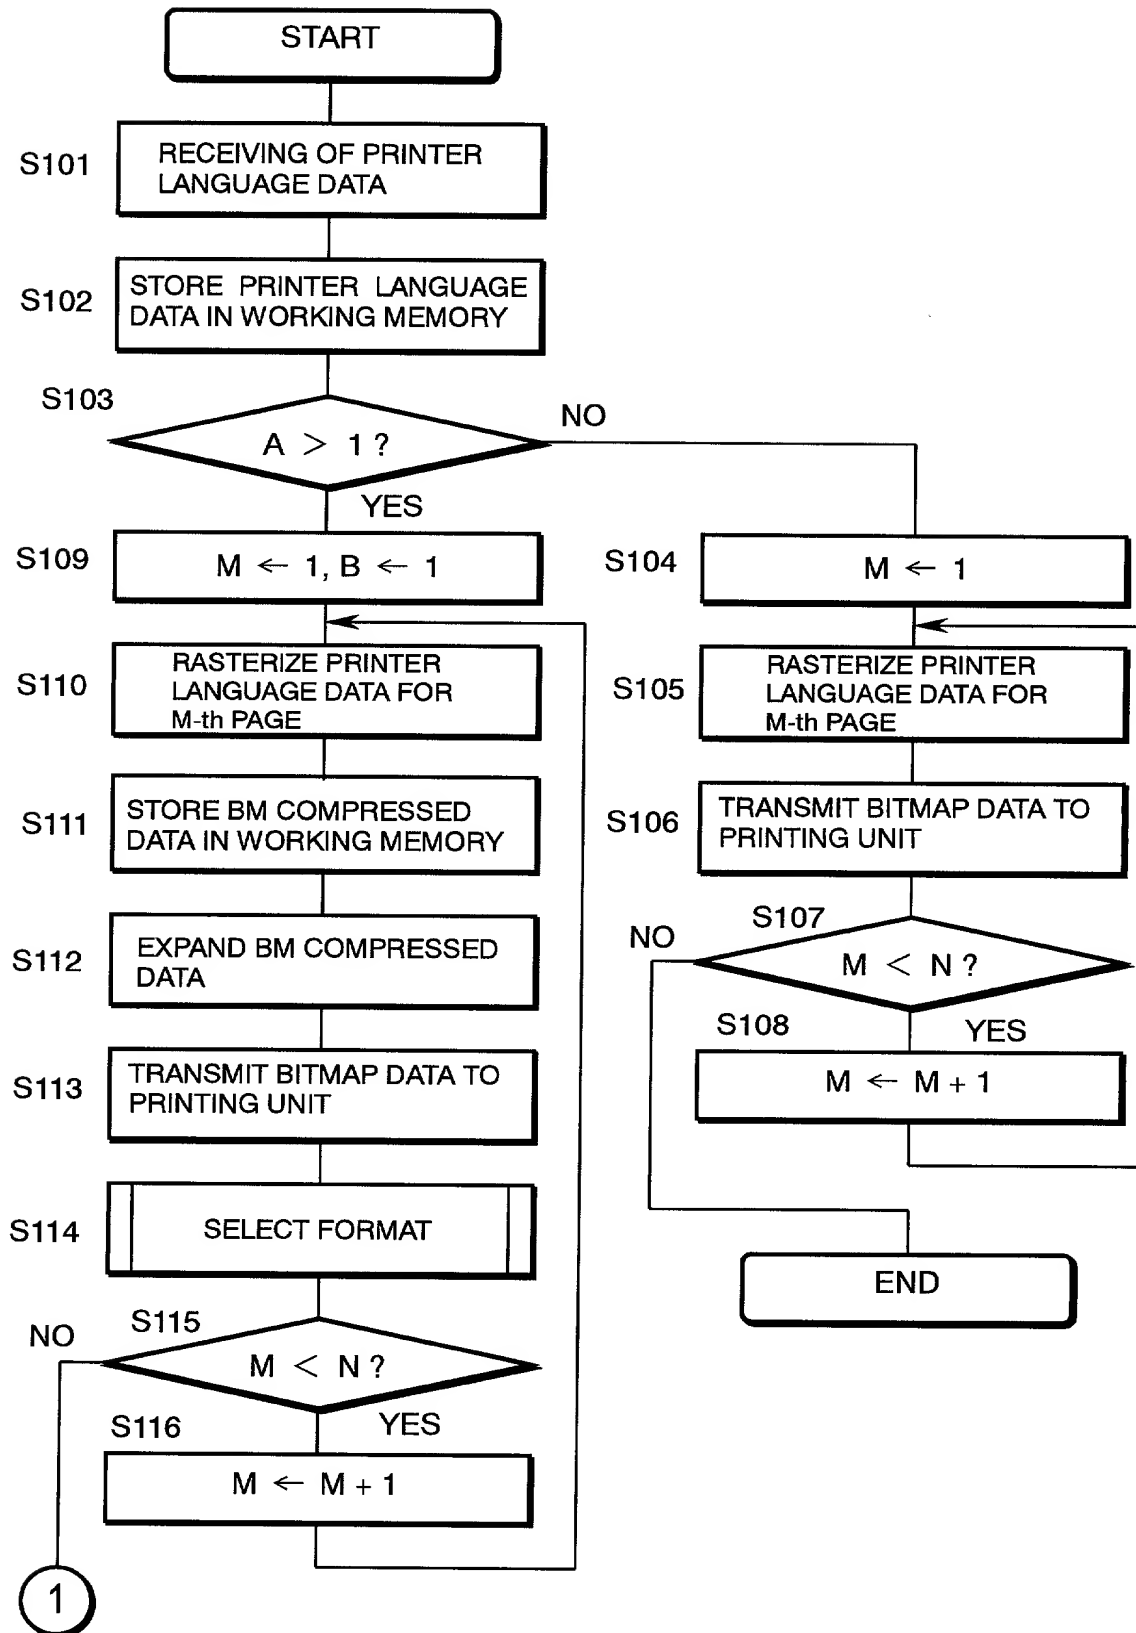 START
S101
RECEIVING OF PRINTER
LANGUAGE DATA
S102
STORE PRINTER LANGUAGE
DATA IN WORKING MEMORY
S103
A > 1 ?
NO
YES
S109
M ← 1, B ← 1
S110
RASTERIZE PRINTER
LANGUAGE DATA FOR
M-th PAGE
S111
STORE BM COMPRESSED
DATA IN WORKING MEMORY
S112
EXPAND BM COMPRESSED
DATA
S113
TRANSMIT BITMAP DATA TO
PRINTING UNIT
S114
SELECT FORMAT
S115
NO
M < N ?
YES
S116
M ← M + 1
1
S104
M ← 1
S105
RASTERIZE PRINTER
LANGUAGE DATA FOR
M-th PAGE
S106
TRANSMIT BITMAP DATA TO
PRINTING UNIT
S107
NO
M < N ?
YES
S108
M ← M + 1
END